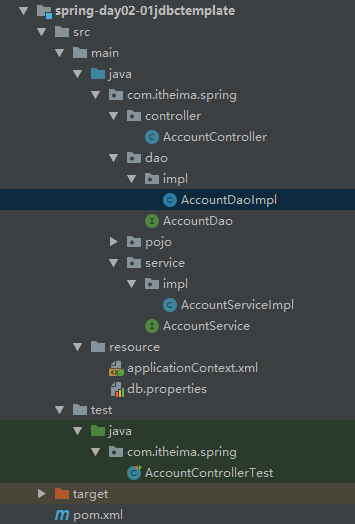 spring-day02-01jdbctemplate
src
main
java
com.itheima.spring
controller
AccountController
dao
impl
AccountDaoImpl
AccountDao
pojo
service
impl
AccountServiceImpl
AccountService
resource
applicationContext.xml
db.properties
test
java
com.itheima.spring
AccountControllerTest
target
pom.xml